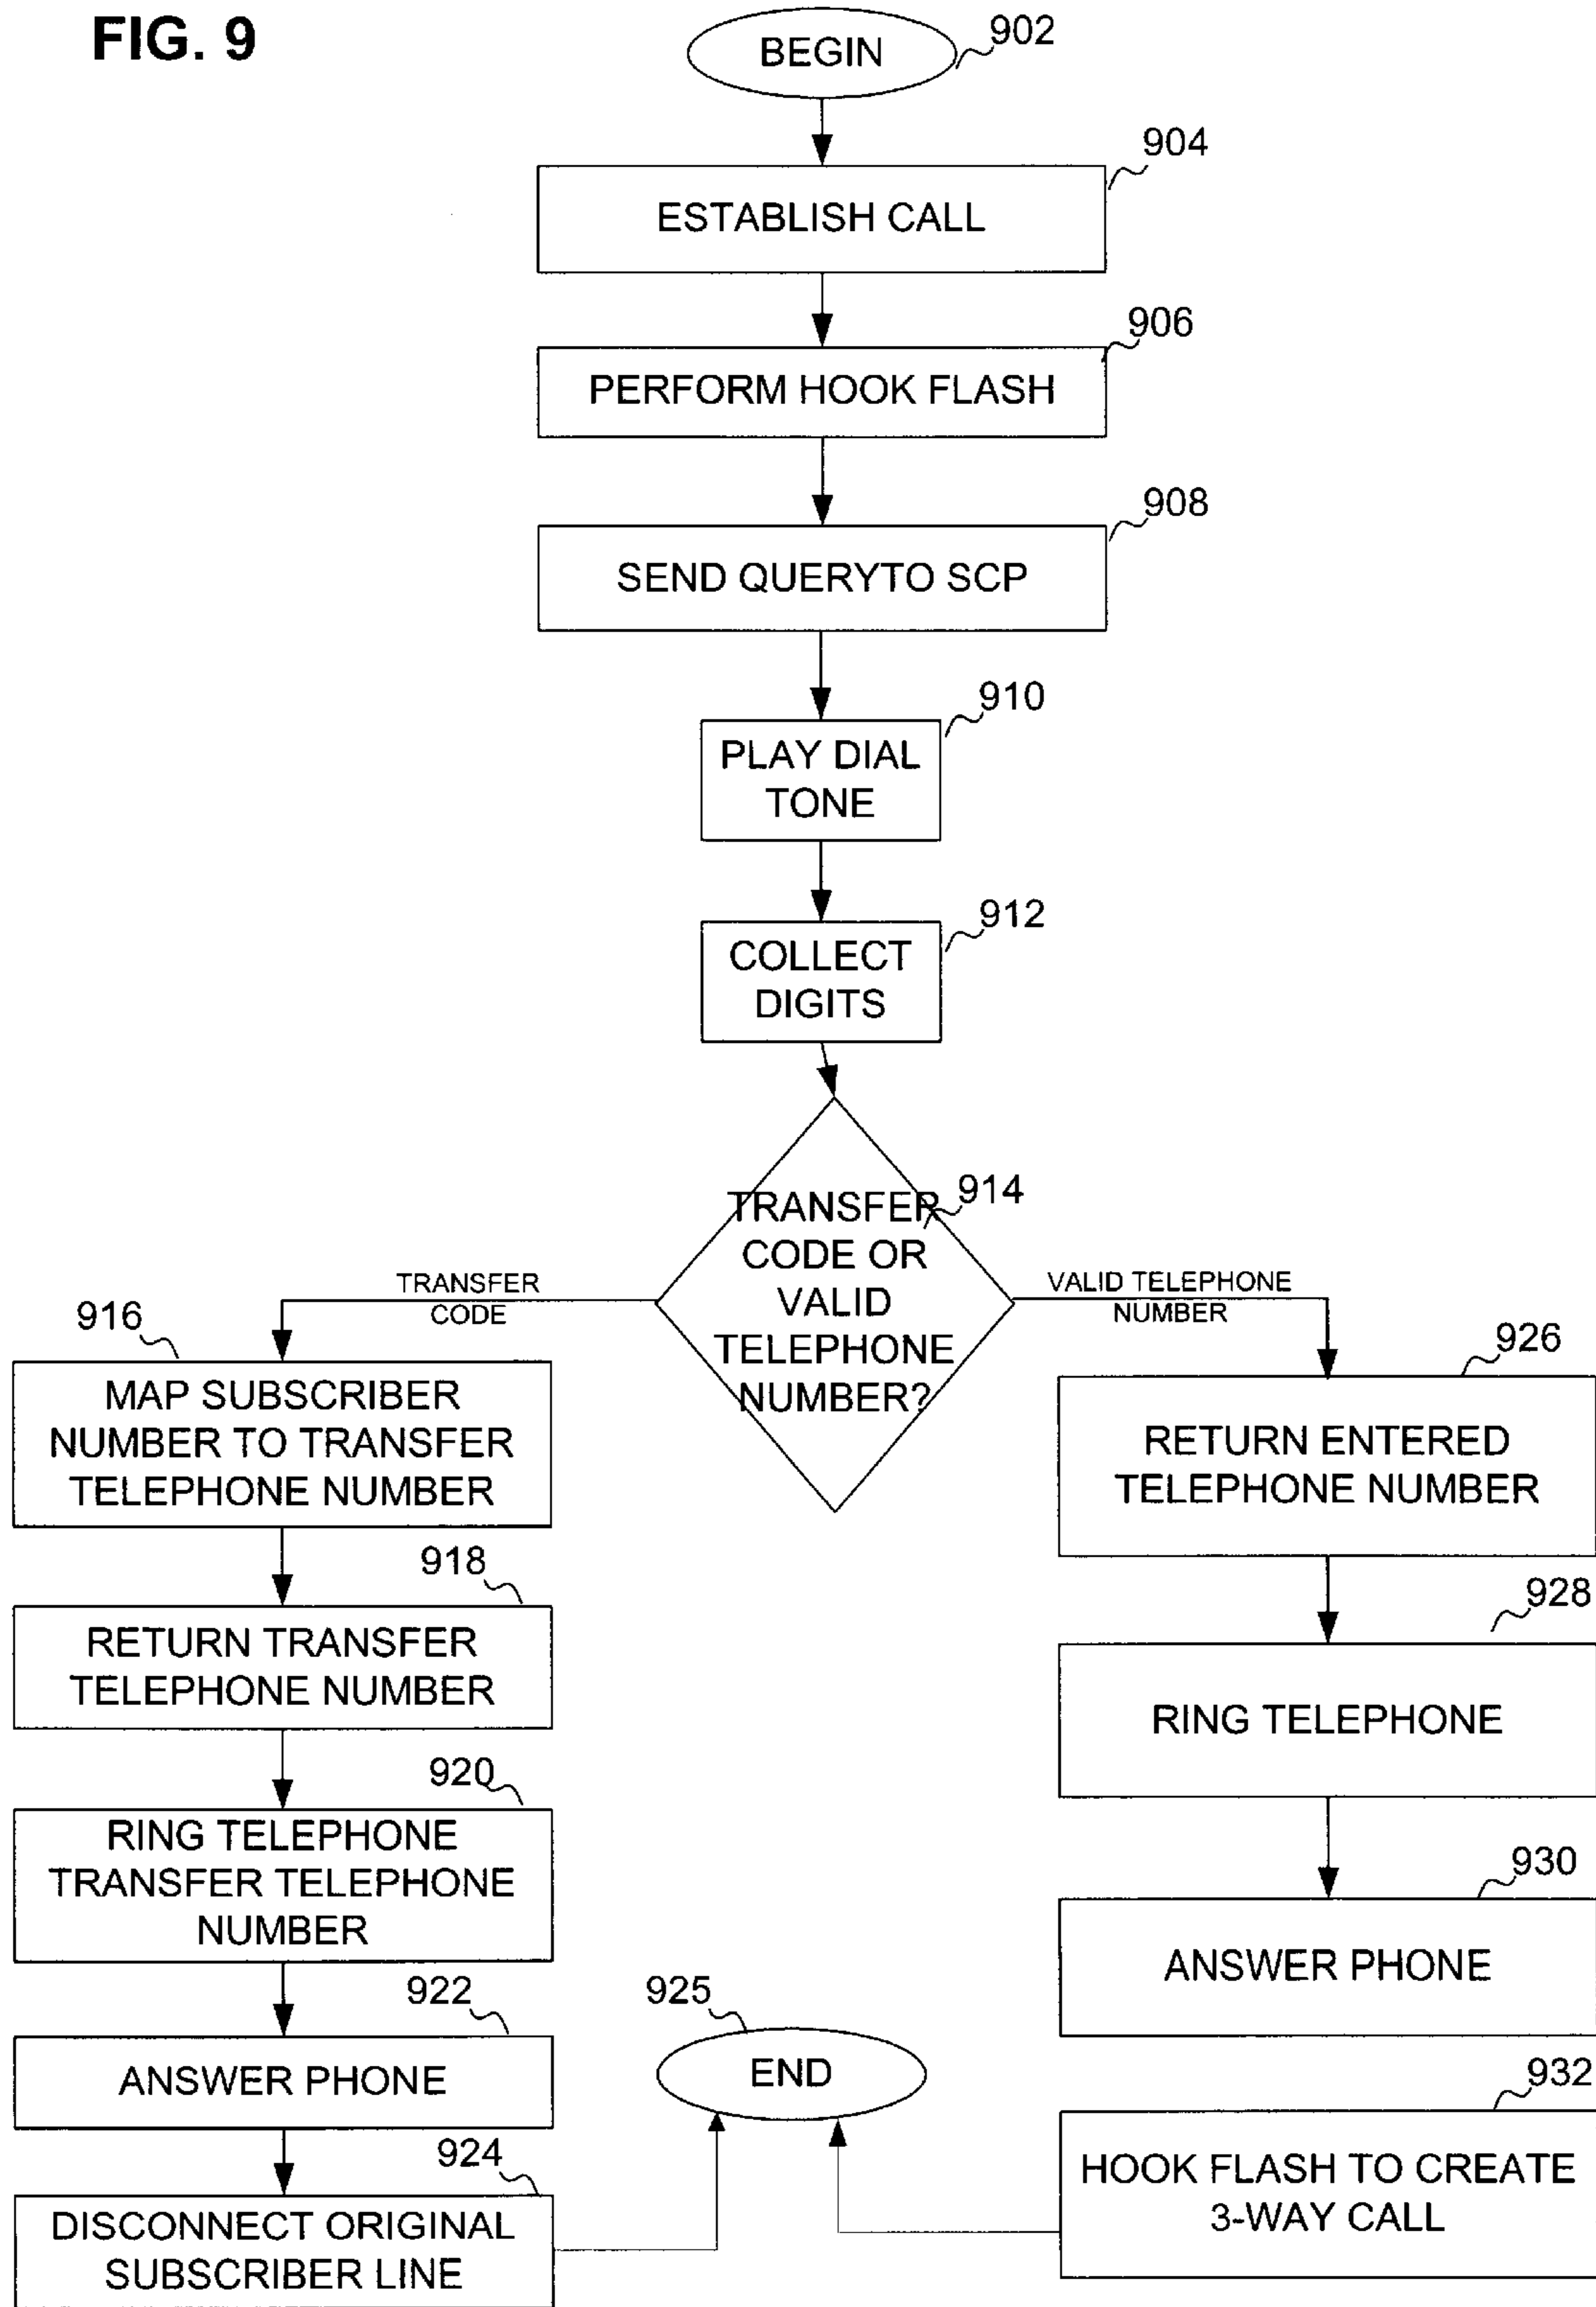 FIG. 9
BEGIN
902
904
ESTABLISH CALL
906
PERFORM HOOK FLASH
908
SEND QUERYTO SCP
910
PLAY DIAL
TONE
912
COLLECT
DIGITS
914
TRANSFER
CODE OR
VALID
TELEPHONE
NUMBER?
TRANSFER
CODE
916
MAP SUBSCRIBER
NUMBER TO TRANSFER
TELEPHONE NUMBER
918
RETURN TRANSFER
TELEPHONE NUMBER
920
RING TELEPHONE
TRANSFER TELEPHONE
NUMBER
922
ANSWER PHONE
924
DISCONNECT ORIGINAL
SUBSCRIBER LINE
925
END
VALID TELEPHONE
NUMBER
926
RETURN ENTERED
TELEPHONE NUMBER
928
RING TELEPHONE
930
ANSWER PHONE
932
HOOK FLASH TO CREATE
3-WAY CALL